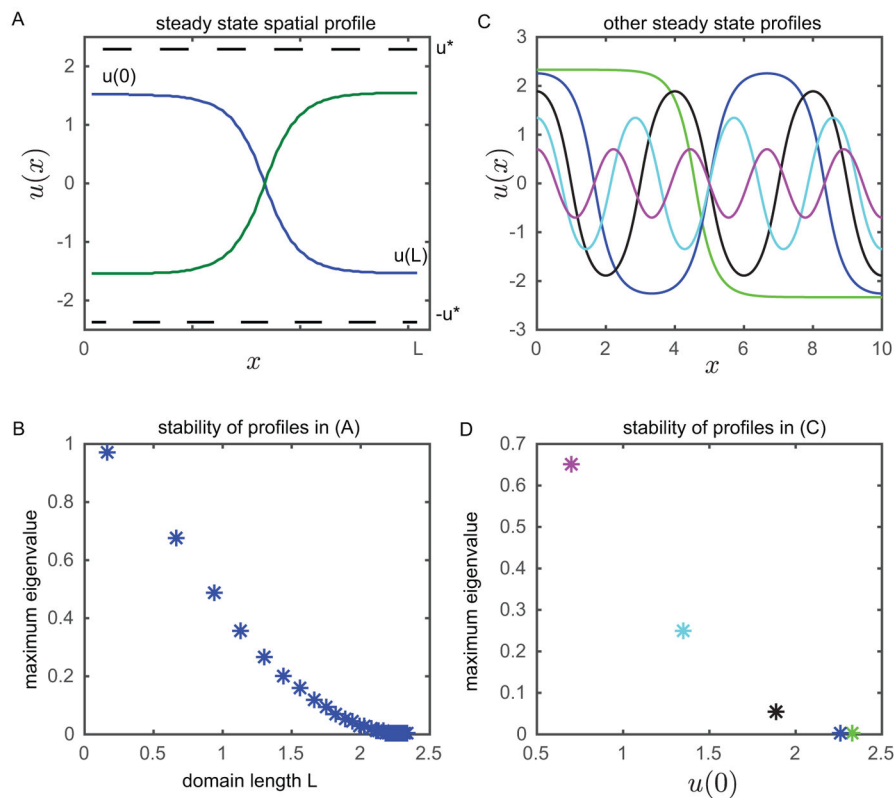 A
steady state spatial profile
2
1
0
-1
-2
u(x)
u(0)
u(L)
u*
-u*
0
L
x
C
other steady state profiles
3
2
1
0
-1
-2
-3
u(x)
0
2
4
6
8
10
x
B
stability of profiles in (A)
1
0.8
0.6
0.4
0.2
0
maximum eigenvalue
0
0.5
1
1.5
2
2.5
domain length L
D
stability of profiles in (C)
0.7
0.6
0.5
0.4
0.3
0.2
0.1
0
maximum eigenvalue
0.5
1
1.5
2
2.5
u(0)